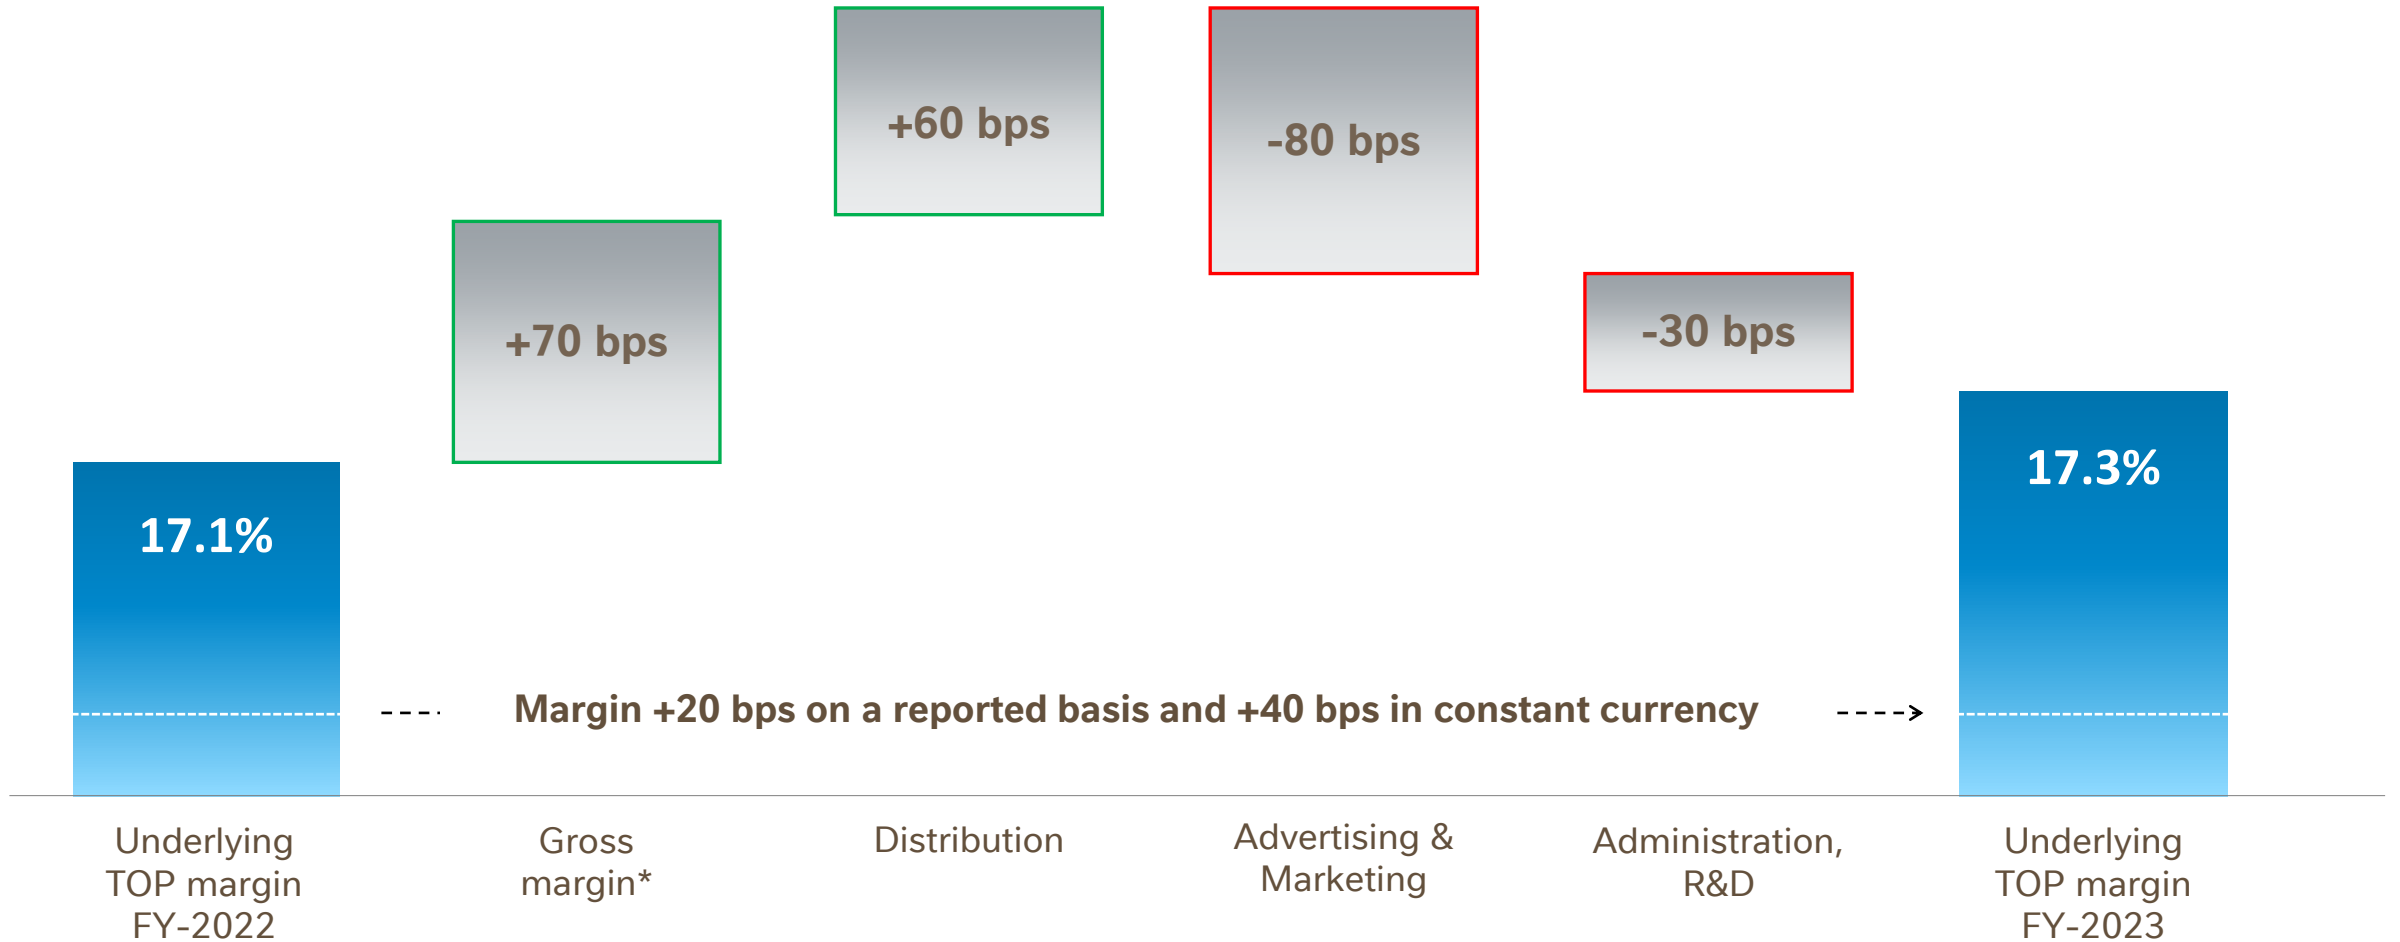 +60 bps
-80 bps
+70 bps
-30 bps
17.1%
17.3%
Margin +20 bps on a reported basis and +40 bps in constant currency
Underlying
TOP margin
FY-2022
Gross
margin*
Distribution
Advertising &
Marketing
Administration,
R&D
Underlying
TOP margin
FY-2023